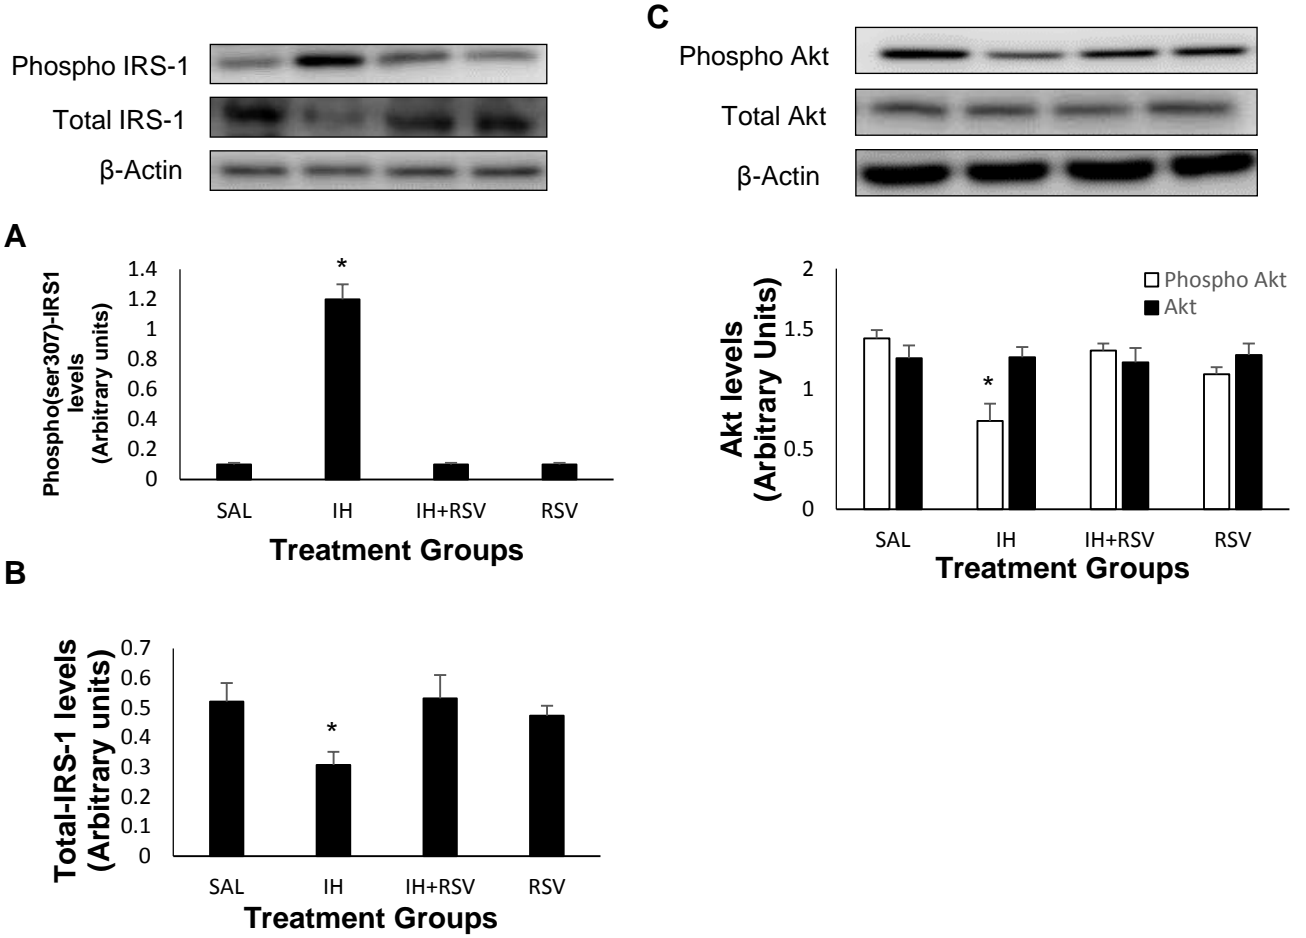 C
Phospho IRS-1
Total IRS-1
β-Actin
Phospho Akt
Total Akt
β-Actin
A
Phospho(ser307)-IRS1
levels
(Arbitrary units)
1.4
1.2
1
0.8
0.6
0.4
0.2
0
*
SAL IH IH+RSV RSV
Treatment Groups
Akt levels
(Arbitrary Units)
2
1.5
1
0.5
0
Phospho Akt
Akt
*
SAL IH IH+RSV RSV
Treatment Groups
B
Total-IRS-1 levels
(Arbitrary units)
0.7
0.6
0.5
0.4
0.3
0.2
0.1
0
*
SAL IH IH+RSV RSV
Treatment Groups